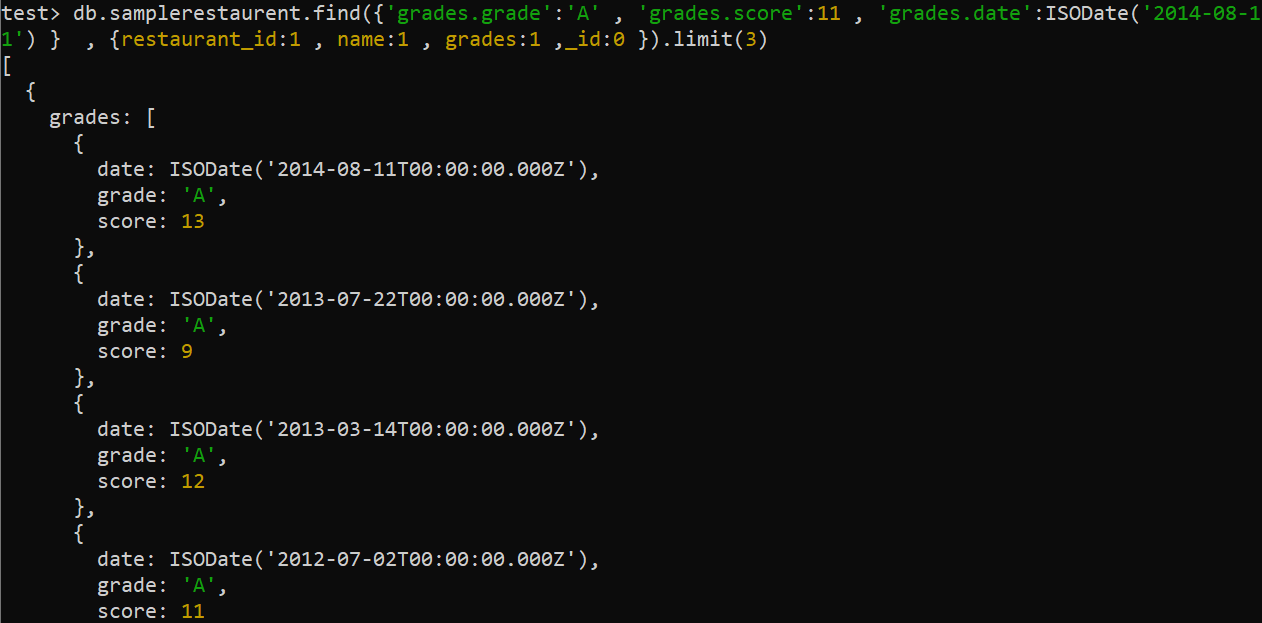 test> db.samplerestaurent.find({'grades.grade':'A' , 'grades.score':11 , 'grades.date':ISODate('2014-08-1
1') }  , {restaurant_id:1 , name:1 , grades:1 ,_id:0 }).limit(3)
[
  {
    grades: [
      {
        date: ISODate('2014-08-11T00:00:00.000Z'),
        grade: 'A',
        score: 13
      },
      {
        date: ISODate('2013-07-22T00:00:00.000Z'),
        grade: 'A',
        score: 9
      },
      {
        date: ISODate('2013-03-14T00:00:00.000Z'),
        grade: 'A',
        score: 12
      },
      {
        date: ISODate('2012-07-02T00:00:00.000Z'),
        grade: 'A',
        score: 11